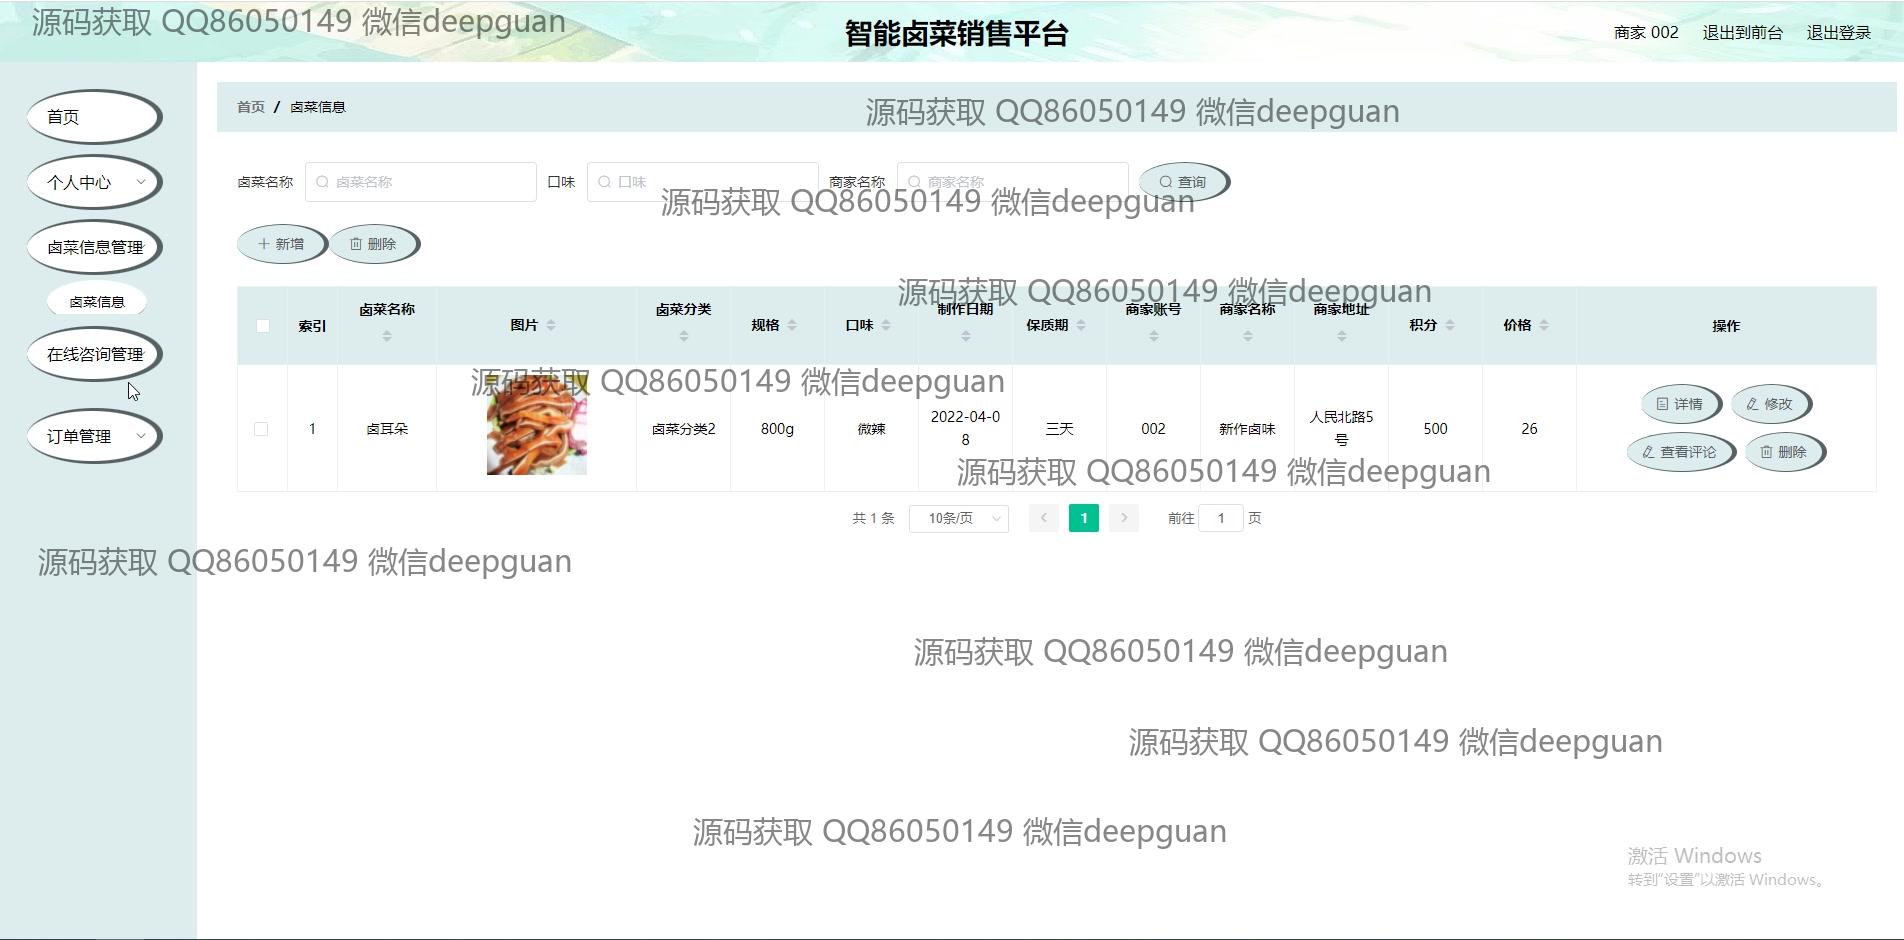 源码获取 QQ86050149 微信deepguan
智能卤菜销售平台
商家 002 退出到前台 退出登录
首页
个人中心
卤菜信息管理
卤菜信息
在线咨询管理
订单管理
首页 / 卤菜信息
源码获取 QQ86050149 微信deepguan
卤菜名称 卤菜名称 口味 口味 商家名称 商家名称 查询
源码获取 QQ86050149 微信deepguan
新增 删除
源码获取 QQ86050149 微信deepguan
索引 卤菜名称 图片 卤菜分类 规格 口味 制作日期 保质期 商家账号 商家名称 商家地址 积分 价格 操作
源码获取 QQ86050149 微信deepguan
1 卤耳朵 卤菜分类2 800g 微辣 2022-04-0
8 三天 002 新作卤味 人民北路5
号 500 26
详情 修改
查看评论 删除
源码获取 QQ86050149 微信deepguan
共 1 条 10条/页 1 前往 1 页
源码获取 QQ86050149 微信deepguan
源码获取 QQ86050149 微信deepguan
源码获取 QQ86050149 微信deepguan
源码获取 QQ86050149 微信deepguan
激活 Windows
转到"设置"以激活 Windows。